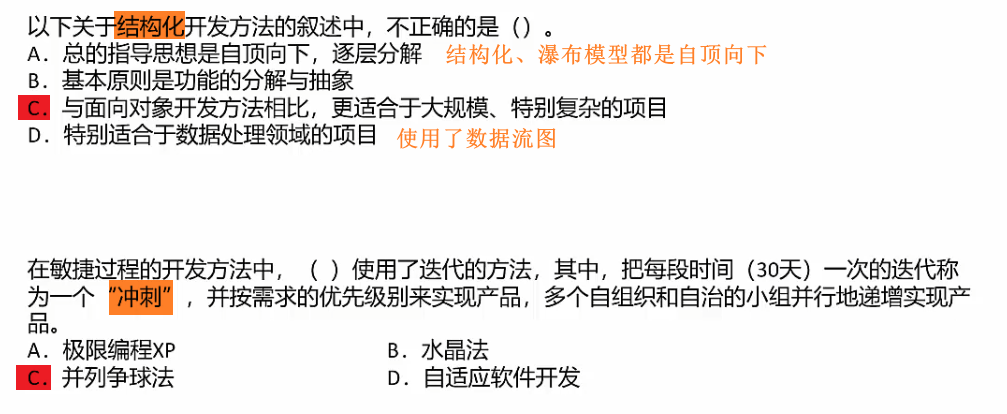 以下关于结构化开发方法的叙述中，不正确的是（）。
A．总的指导思想是自顶向下，逐层分解 结构化、瀑布模型都是自顶向下
B．基本原则是功能的分解与抽象
C．与面向对象开发方法相比，更适合于大规模、特别复杂的项目
D．特别适合于数据处理领域的项目 使用了数据流图
在敏捷过程的开发方法中，（ ）使用了迭代的方法，其中，把每段时间（30天）一次的迭代称
为一个 “冲刺” ，并按需求的优先级别来实现产品，多个自组织和自治的小组并行地递增实现产
品。
A．极限编程XP B．水晶法
C．并列争球法 D．自适应软件开发